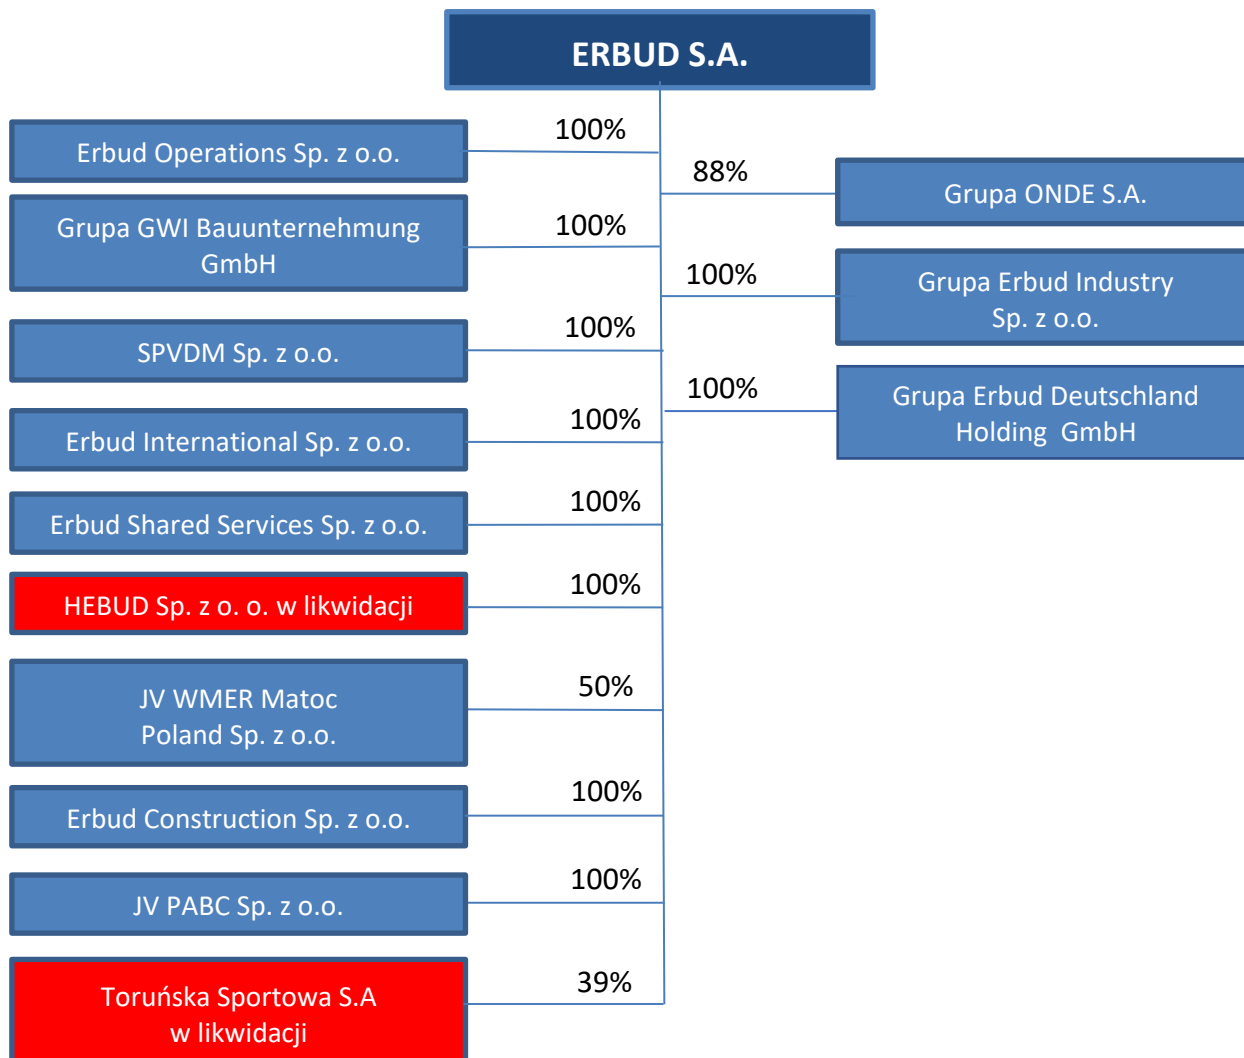 ERBUD S.A.
100%
Erbud Operations Sp. z o.o.
88%
Grupa ONDE S.A.
100%
Grupa GWI Bauunternehmung
GmbH
100%
Grupa Erbud Industry
Sp. z o.o.
100%
SPVDM Sp. z o.o.
100%
Grupa Erbud Deutschland
Holding GmbH
100%
Erbud International Sp. z o.o.
100%
Erbud Shared Services Sp. z o.o.
100%
HEBUD Sp. z o. o. w likwidacji
50%
JV WMER Matoc
Poland Sp. z o.o.
100%
Erbud Construction Sp. z o.o.
100%
JV PABC Sp. z o.o.
39%
Toruńska Sportowa S.A
w likwidacji